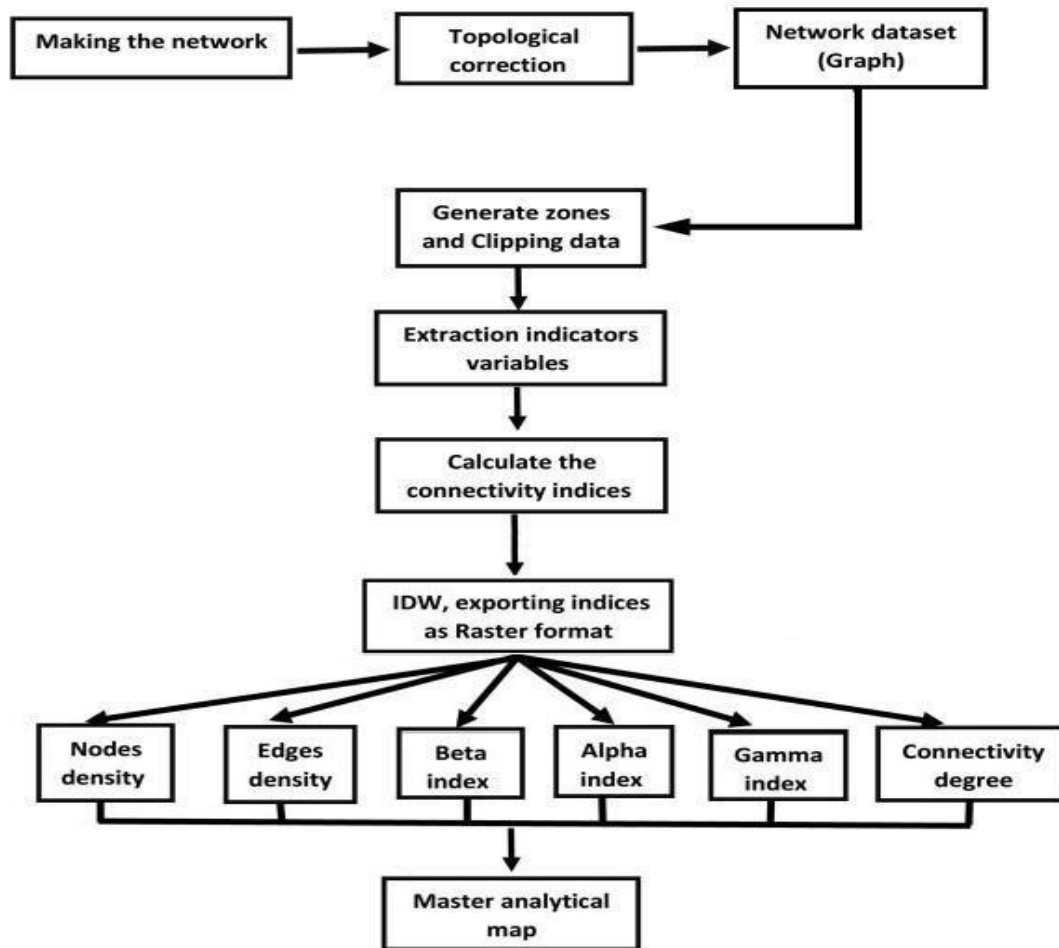 Making the network
Topological
correction
Network dataset
(Graph)
Generate zones
and Clipping data
Extraction indicators
variables
Calculate the
connectivity indices
IDW, exporting indices
as Raster format
Nodes
density
Edges
density
Beta
index
Alpha
index
Gamma
index
Connectivity
degree
Master analytical
map